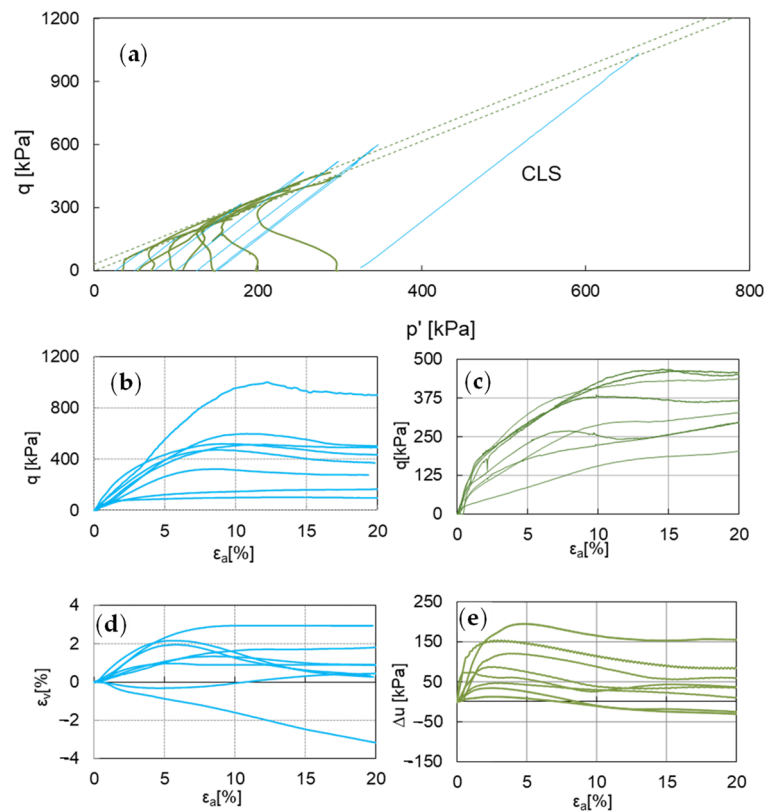 (a)
q [kPa]
1200
900
600
300
0
CLS
0 200 400 600 800
p' [kPa]
(b)
q [kPa]
1200
1000
800
600
400
200
0
0 5 10 15 20
εa[%]
(c)
q[kPa]
500
375
250
125
0
0 5 10 15 20
εa[%]
(d)
εv[%]
4
2
0
−2
−4
0 5 10 15 20
εa[%]
(e)
Δu [kPa]
250
150
50
−50
−150
0 5 10 15 20
εa[%]